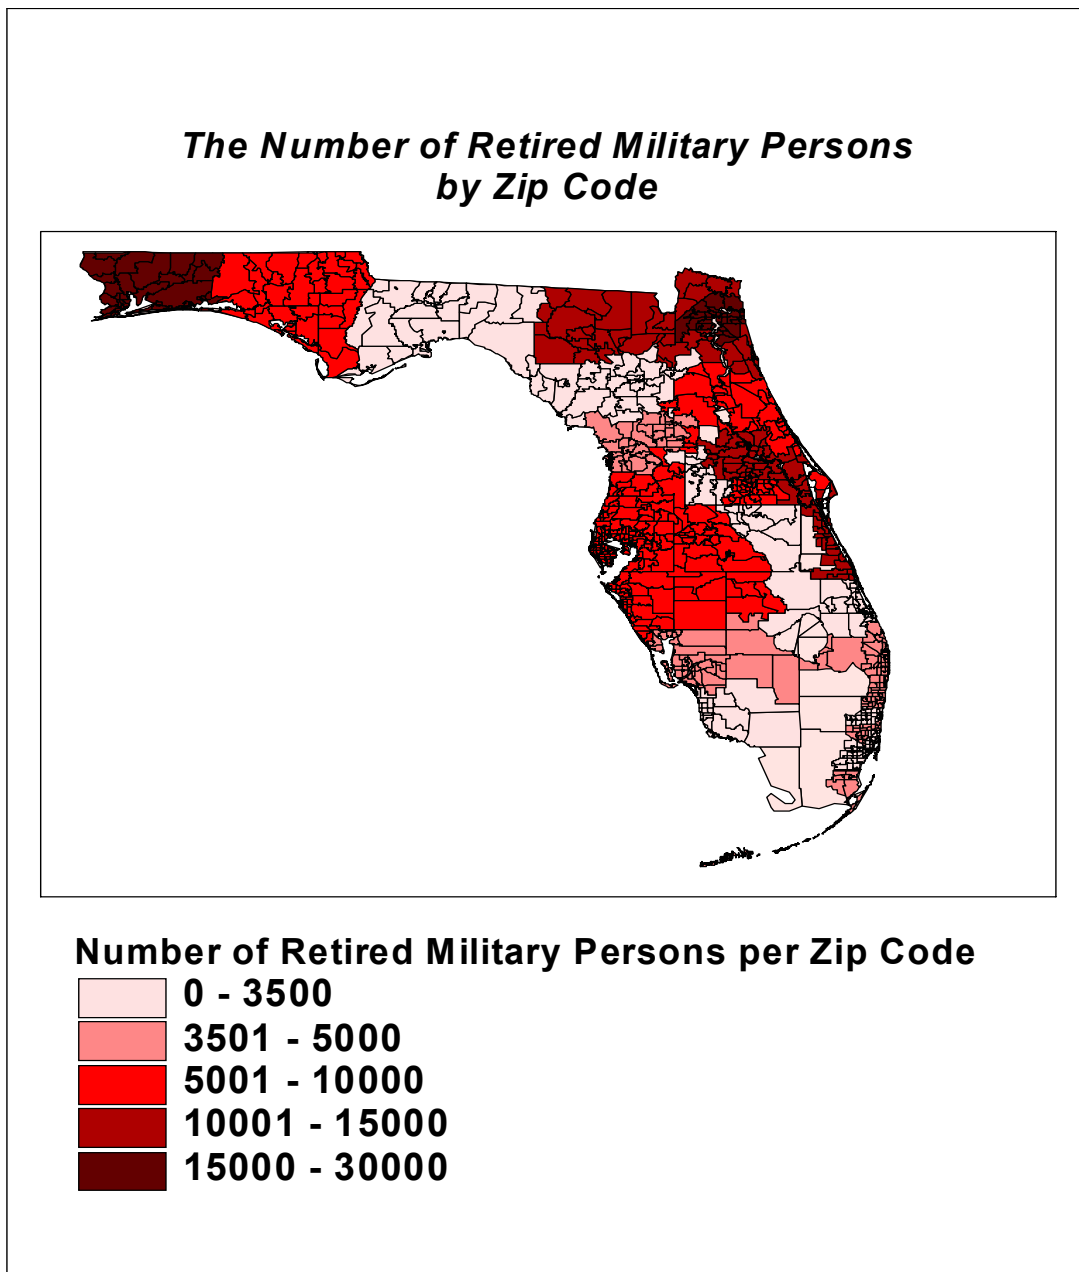 The Number of Retired Military Persons
by Zip Code
Number of Retired Military Persons per Zip Code
0 - 3500
3501 - 5000
5001 - 10000
10001 - 15000
15000 - 30000